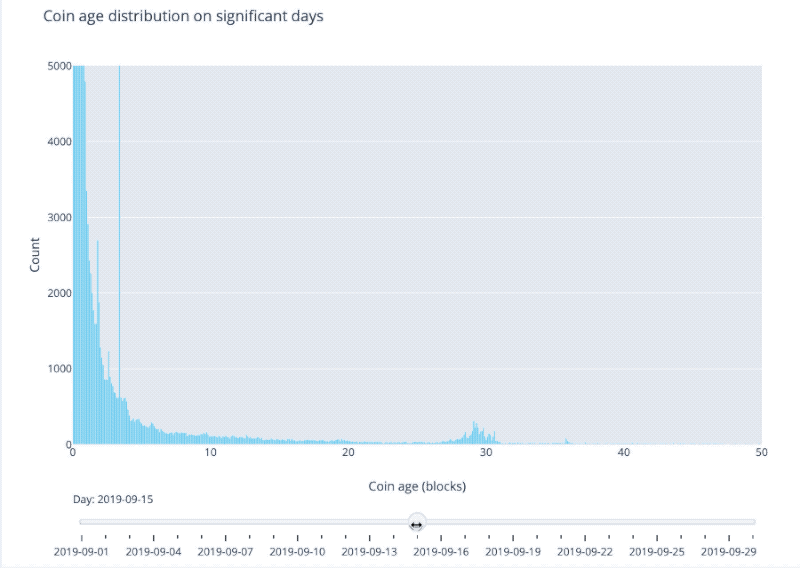 Coin age distribution on significant days
5000
4000
3000
2000
1000
0
Count
0 10 20 30 40 50
Coin age (blocks)
Day: 2019-09-15
2019-09-01 2019-09-04 2019-09-07 2019-09-10 2019-09-13 2019-09-16 2019-09-19 2019-09-22 2019-09-25 2019-09-29